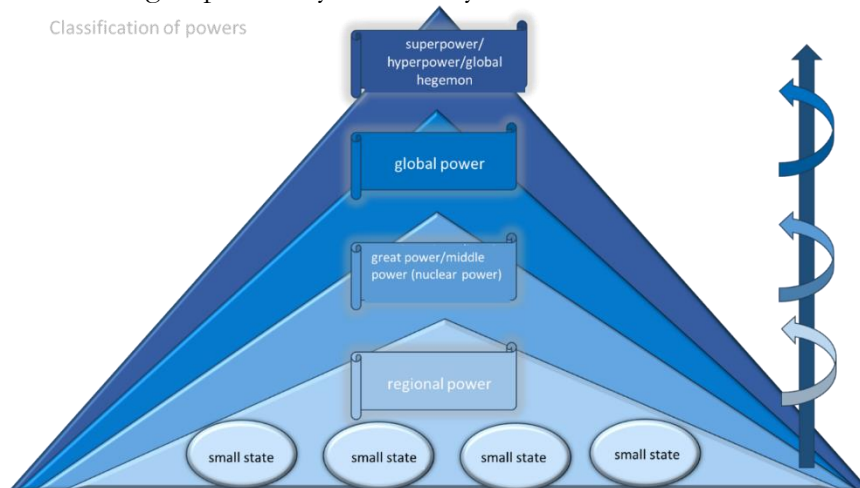 Classification of powers
superpower/
hyperpower/global
hegemon
global power
great power/middle
power (nuclear power)
regional power
small state
small state
small state
small state